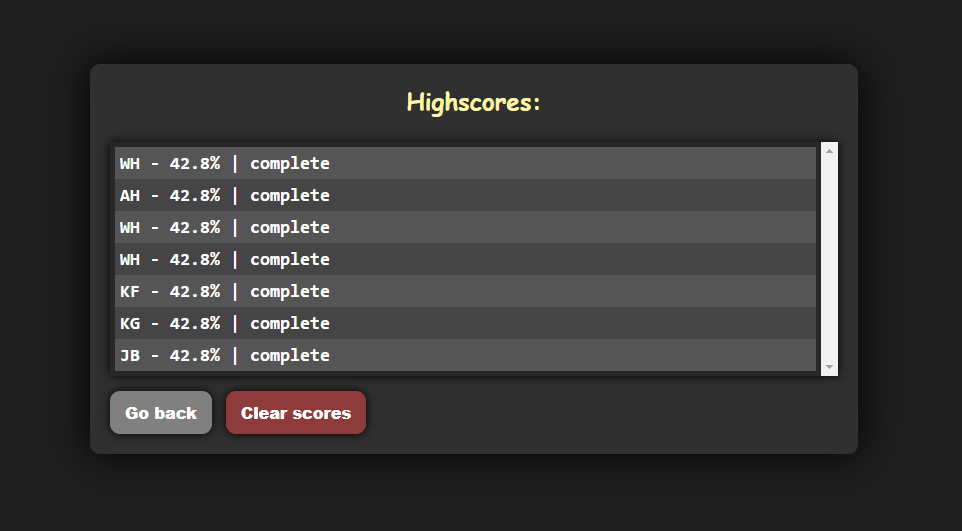 Highscores:
WH - 42.8% | complete
AH - 42.8% | complete
WH - 42.8% | complete
WH - 42.8% | complete
KF - 42.8% | complete
KG - 42.8% | complete
JB - 42.8% | complete
Go back Clear scores